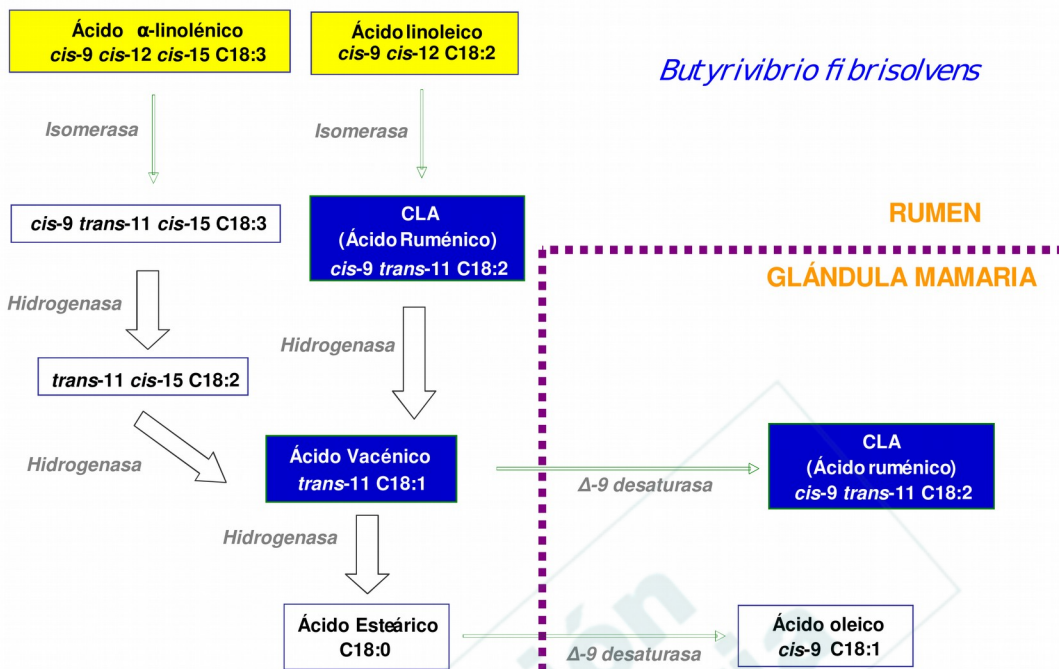 Ácido α-linolénico
cis-9 cis-12 cis-15 C18:3
Ácido linoleico
cis-9 cis-12 C18:2
Butyrivibrio fibrisolvens
Isomerasa
Isomerasa
cis-9 trans-11 cis-15 C18:3
CLA
(Ácido Ruménico)
cis-9 trans-11 C18:2
RUMEN
GLÁNDULA MAMARIA
Hidrogenasa
Hidrogenasa
trans-11 cis-15 C18:2
Hidrogenasa
Ácido Vacénico
trans-11 C18:1
Δ-9 desaturasa
CLA
(Ácido ruménico)
cis-9 trans-11 C18:2
Hidrogenasa
Ácido Esteárico
C18:0
Δ-9 desaturasa
Ácido oleico
cis-9 C18:1